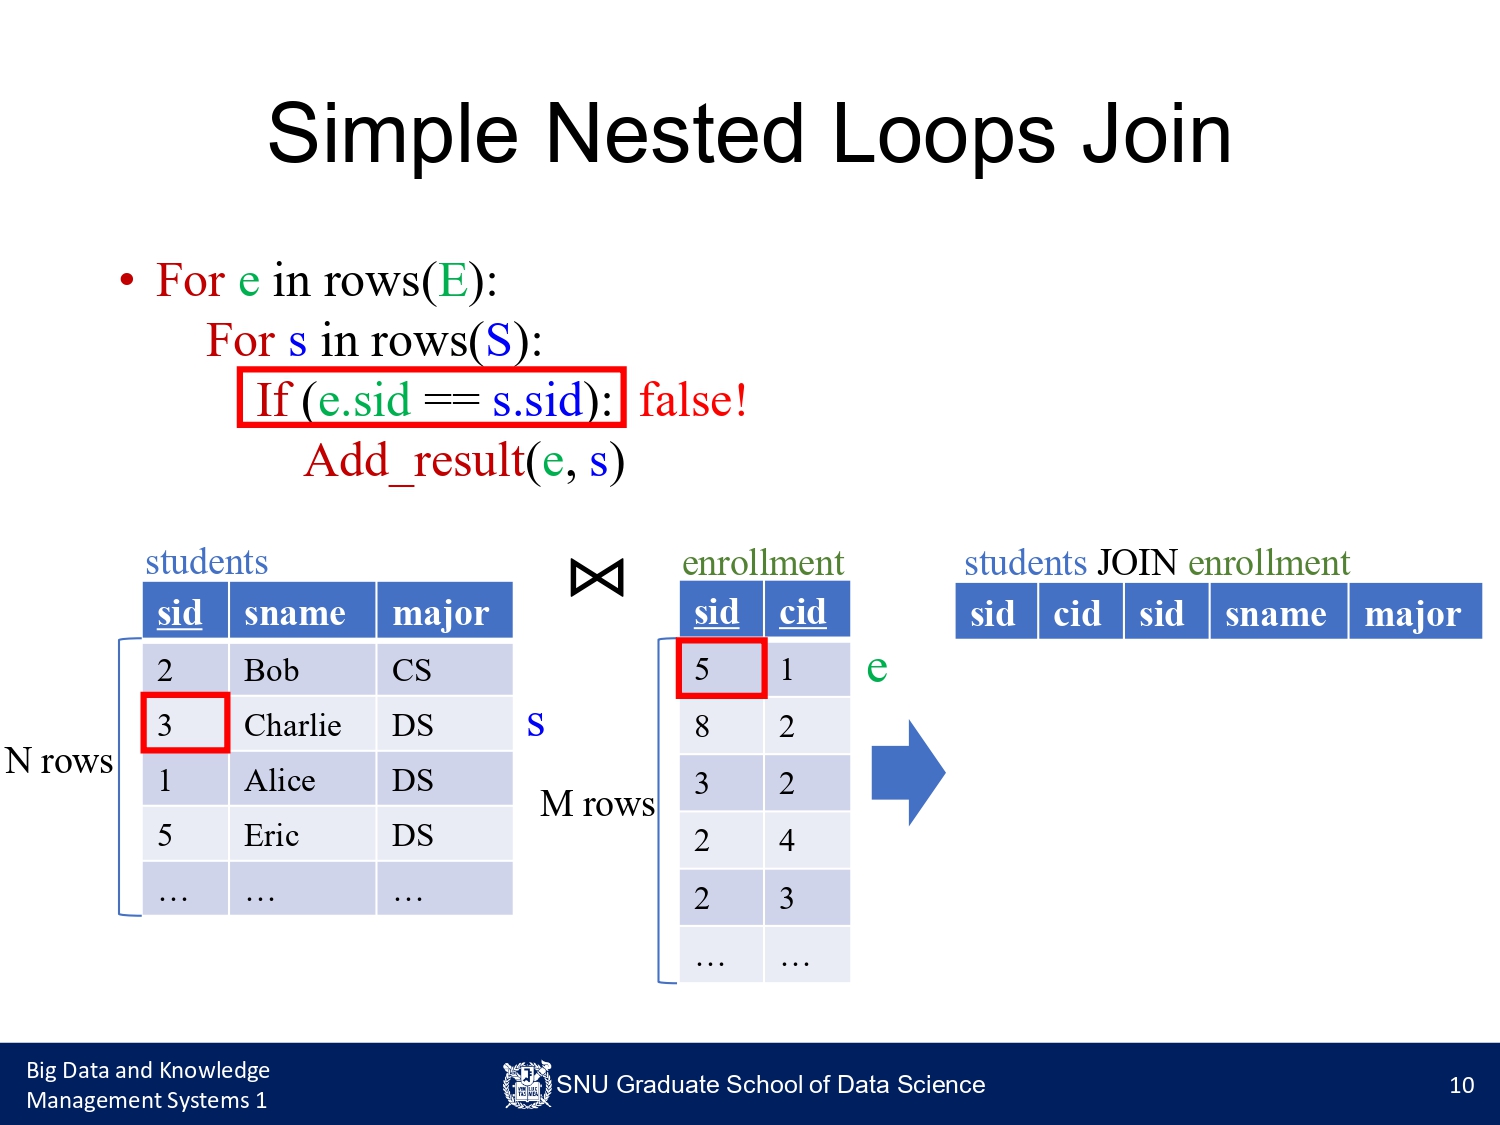 Simple Nested Loops Join
• For e in rows(E):
For s in rows(S):
If (e.sid == s.sid): false!
Add_result(e, s)
students
sid sname major
2 Bob CS
3 Charlie DS
1 Alice DS
5 Eric DS
… … …
N rows
s
⋈
enrollment
sid cid
5 1
8 2
3 2
2 4
2 3
… …
M rows
e
students JOIN enrollment
sid cid sid sname major
Big Data and Knowledge
Management Systems 1
SNU Graduate School of Data Science
10